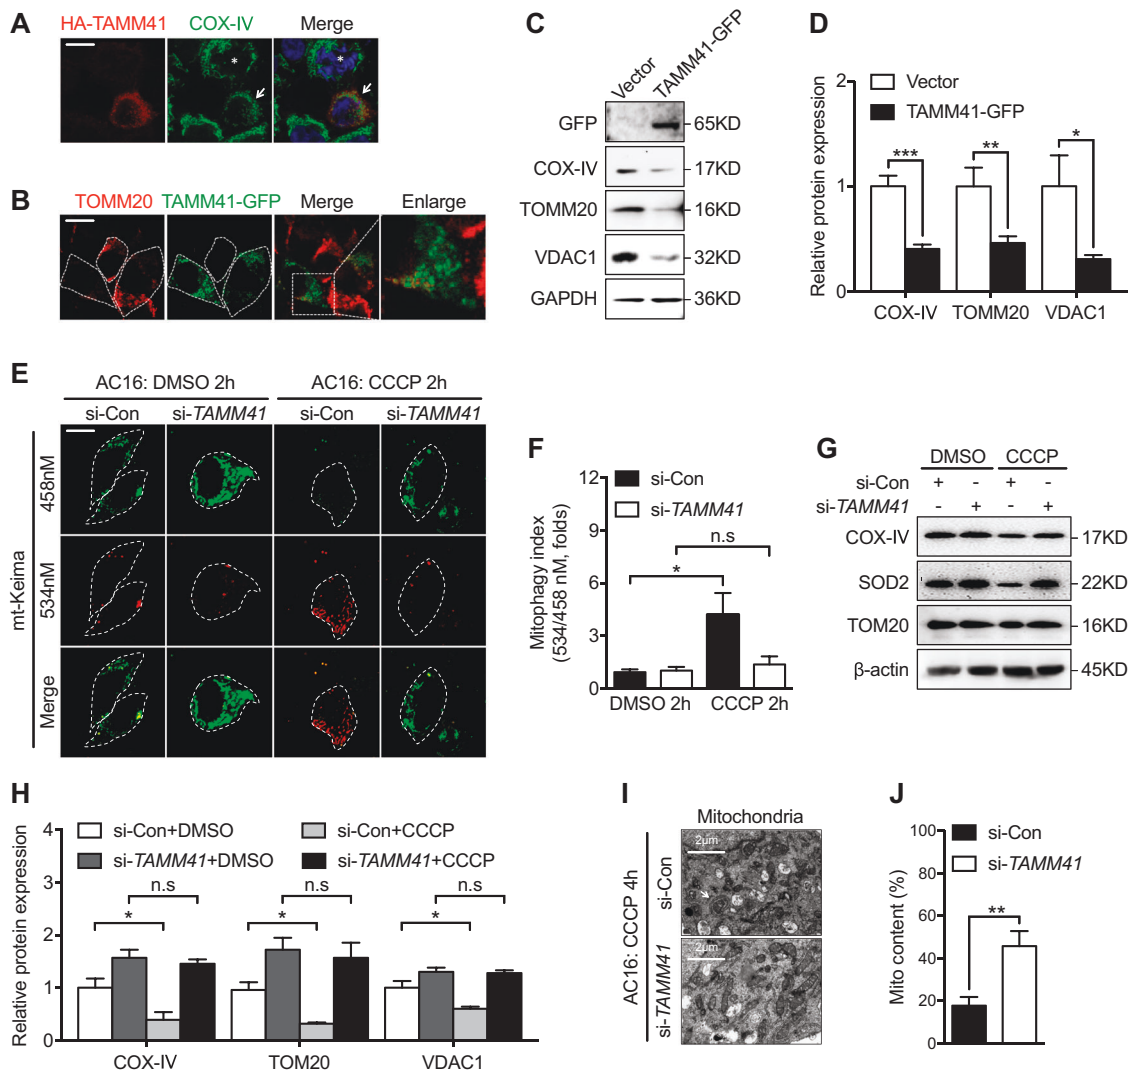 A
HA-TAMM41 COX-IV Merge
*
*
B
TOMM20 TAMM41-GFP Merge Enlarge
C
Vector TAMM41-GFP
GFP 65KD
COX-IV 17KD
TOMM20 16KD
VDAC1 32KD
GAPDH 36KD
D
Relative protein expression
2
1
0
Vector
TAMM41-GFP
*** ** *
COX-IV TOMM20 VDAC1
E
AC16: DMSO 2h AC16: CCCP 2h
si-Con si-TAMM41 si-Con si-TAMM41
mt-Keima
458nM
534nM
Merge
F
Mitophagy index
(534/458 nM, folds)
12
9
6
3
0
si-Con
si-TAMM41
n.s
*
DMSO 2h CCCP 2h
G
DMSO CCCP
si-Con + - + -
si-TAMM41 - + - +
COX-IV 17KD
SOD2 22KD
TOM20 16KD
β-actin 45KD
H
Relative protein expression
4
3
2
1
0
si-Con+DMSO si-Con+CCCP
si-TAMM41+DMSO si-TAMM41+CCCP
n.s n.s n.s
* * *
COX-IV TOM20 VDAC1
I
Mitochondria
AC16: CCCP 4h
si-Con
si-TAMM41
2μm
2μm
J
Mito content (%)
100
80
60
40
20
0
si-Con
si-TAMM41
**